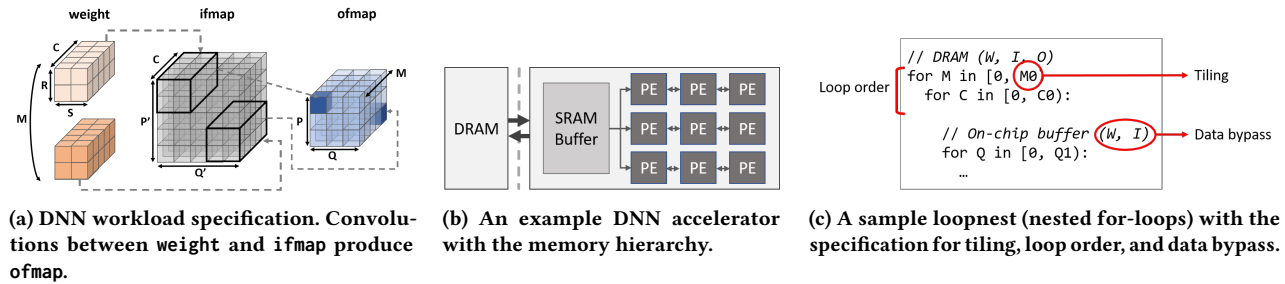 weight
ifmap
ofmap
C
R
S
M
C
P'
Q'
M
P
Q
DRAM
SRAM
Buffer
PE PE PE
PE PE PE
PE PE PE
Loop order
// DRAM (W, I, O)
for M in [0, M0
for C in [0, C0):
// On-chip buffer (W, I)
for Q in [0, Q1):
…
Tiling
Data bypass
(a) DNN workload specification. Convolu-
tions between weight and ifmap produce
ofmap.
(b) An example DNN accelerator
with the memory hierarchy.
(c) A sample loopnest (nested for-loops) with the
specification for tiling, loop order, and data bypass.